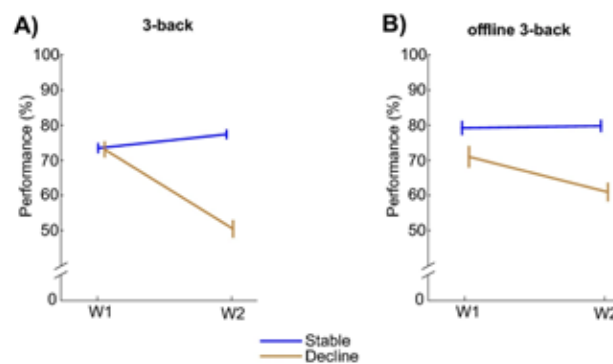 A)
3-back
100
90
80
70
60
50
0
Performance (%)
W1
W2
B)
offline 3-back
100
90
80
70
60
50
0
Performance (%)
W1
W2
Stable
Decline